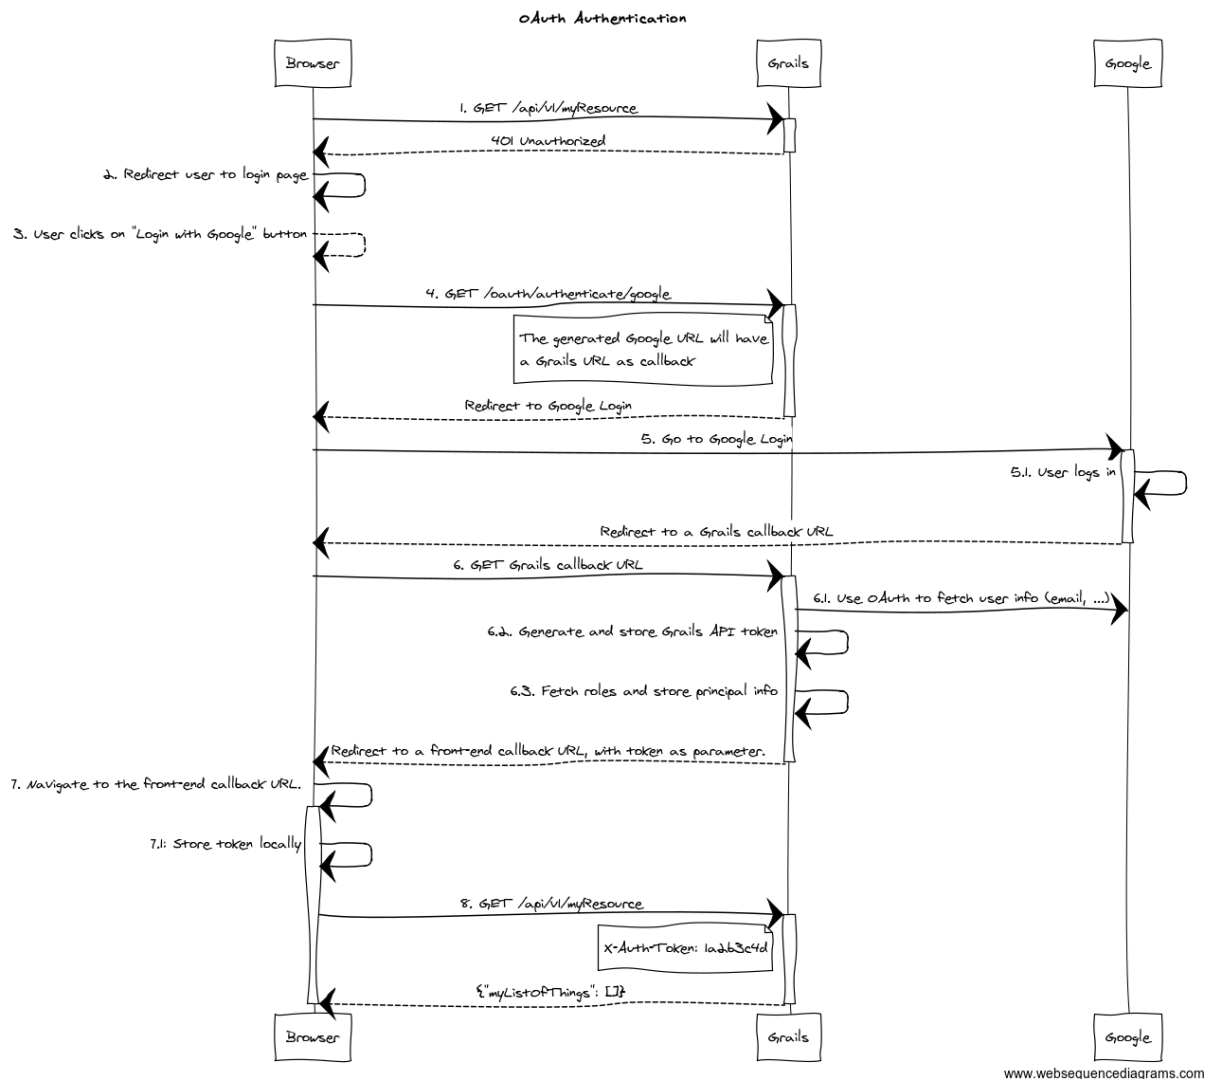 OAuth Authentication
Browser
Grails
Google
1. GET /api/v1/myResource
401 Unauthorized
2. Redirect user to login page
3. User clicks on "Login with Google" button
4. GET /oauth/authenticate/google
The generated Google URL will have
a Grails URL as callback
Redirect to Google Login
5. Go to Google Login
5.1. User logs in
Redirect to a Grails callback URL
6. GET Grails callback URL
6.1. Use OAuth to fetch user info (email, ...)
6.2. Generate and store Grails API token
6.3. Fetch roles and store principal info
Redirect to a front-end callback URL, with token as parameter.
7. Navigate to the front-end callback URL.
7.1: Store token locally
8. GET /api/v1/myResource
X-Auth-Token: 1a2b3c4d
{"myListOfThings": []}
Browser
Grails
Google
www.websequencediagrams.com